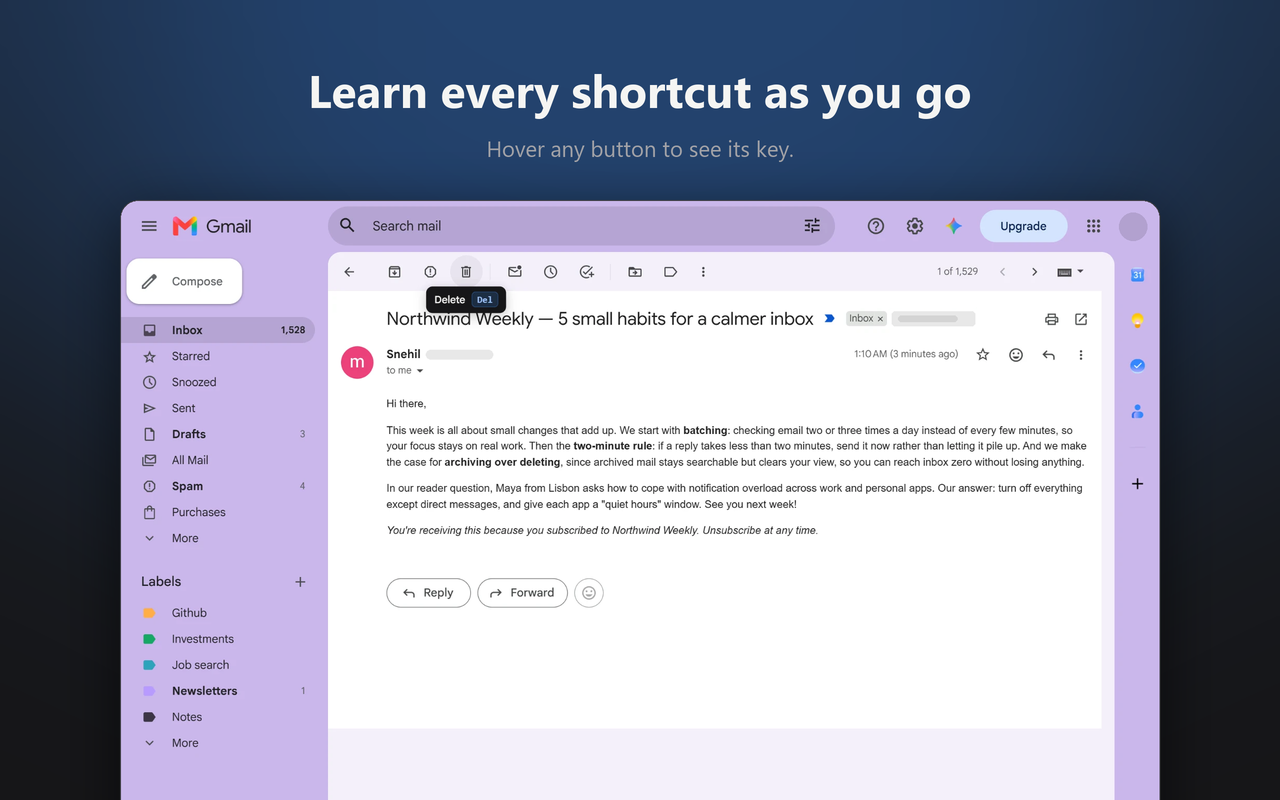 Learn every shortcut as you go
Hover any button to see its key.
Gmail
Search mail
Upgrade
Compose
1 of 1,529
31
Delete Del
Inbox 1,528
Starred
Snoozed
Sent
Drafts 3
All Mail
Spam 4
Purchases
More
Labels
Github
Investments
Job search
Newsletters 1
Notes
More
Northwind Weekly — 5 small habits for a calmer inbox
Inbox ×
m
Snehil
1:10 AM (3 minutes ago)
to me
Hi there,
This week is all about small changes that add up. We start with batching: checking email two or three times a day instead of every few minutes, so
your focus stays on real work. Then the two-minute rule: if a reply takes less than two minutes, send it now rather than letting it pile up. And we make
the case for archiving over deleting, since archived mail stays searchable but clears your view, so you can reach inbox zero without losing anything.
In our reader question, Maya from Lisbon asks how to cope with notification overload across work and personal apps. Our answer: turn off everything
except direct messages, and give each app a "quiet hours" window. See you next week!
You're receiving this because you subscribed to Northwind Weekly. Unsubscribe at any time.
Reply
Forward